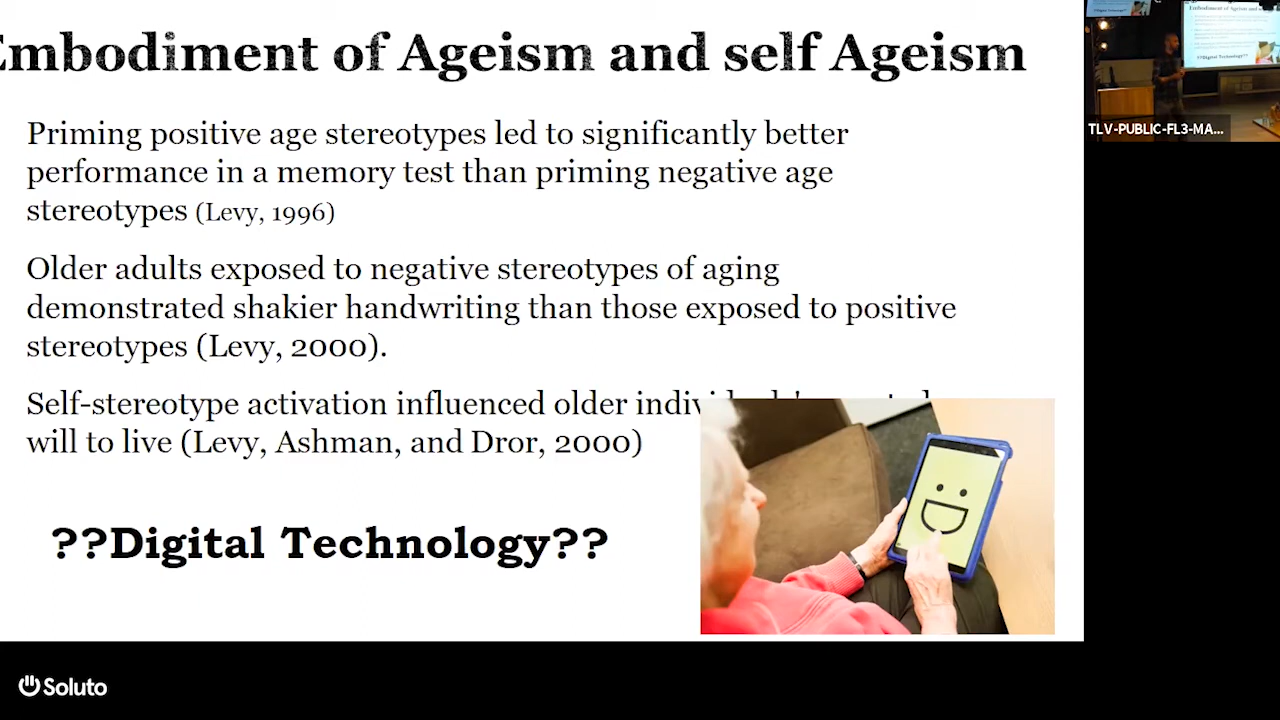 Embodiment of Ageism and self Ageism
Priming positive age stereotypes led to significantly better
performance in a memory test than priming negative age
stereotypes (Levy, 1996)
Older adults exposed to negative stereotypes of aging
demonstrated shakier handwriting than those exposed to positive
stereotypes (Levy, 2000).
Self-stereotype activation influenced older
will to live (Levy, Ashman, and Dror, 2000)
??Digital Technology??
TLV-PUBLIC-FL3-MA...
Soluto